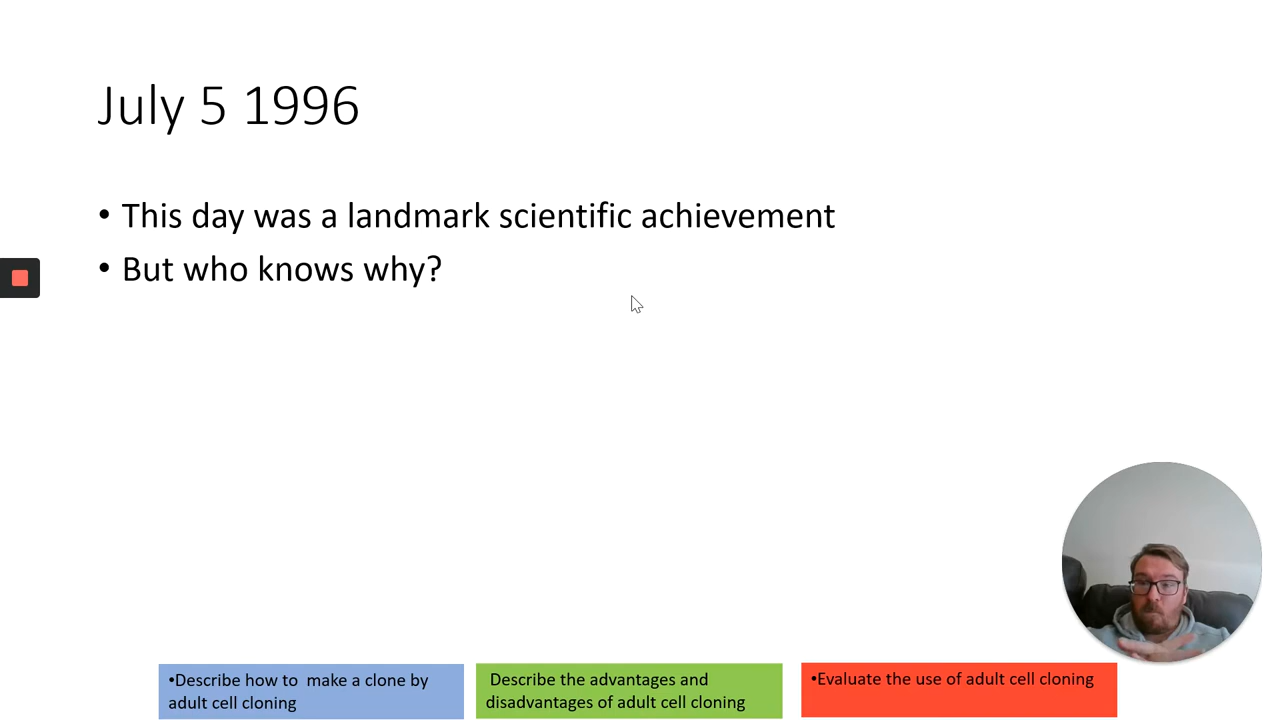 July 5 1996
• This day was a landmark scientific achievement
• But who knows why?
•Describe how to  make a clone by
adult cell cloning
Describe the advantages and
disadvantages of adult cell cloning
•Evaluate the use of adult cell cloning